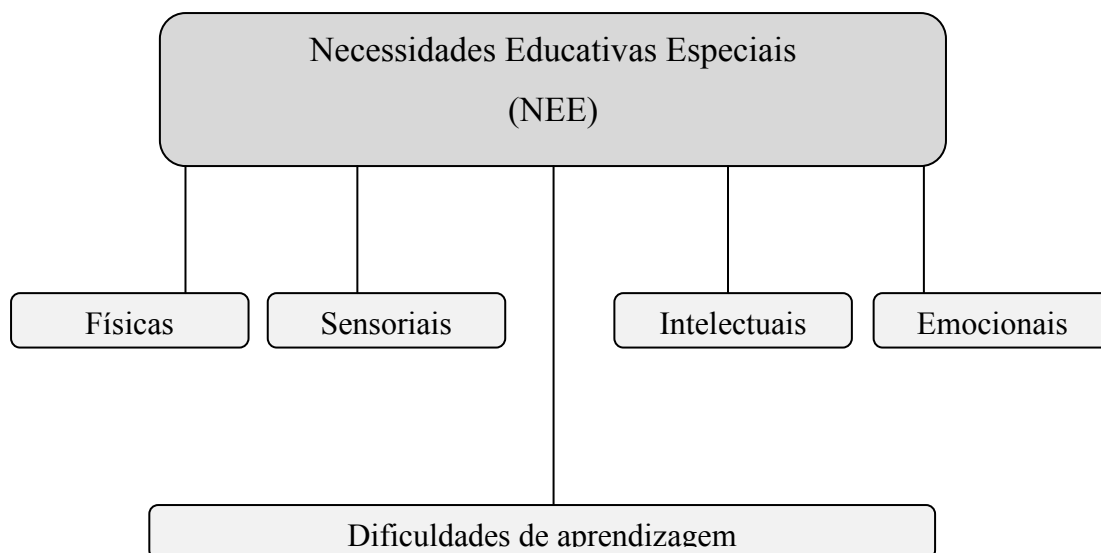 Necessidades Educativas Especiais
(NEE)
Físicas
Sensoriais
Intelectuais
Emocionais
Dificuldades de aprendizagem